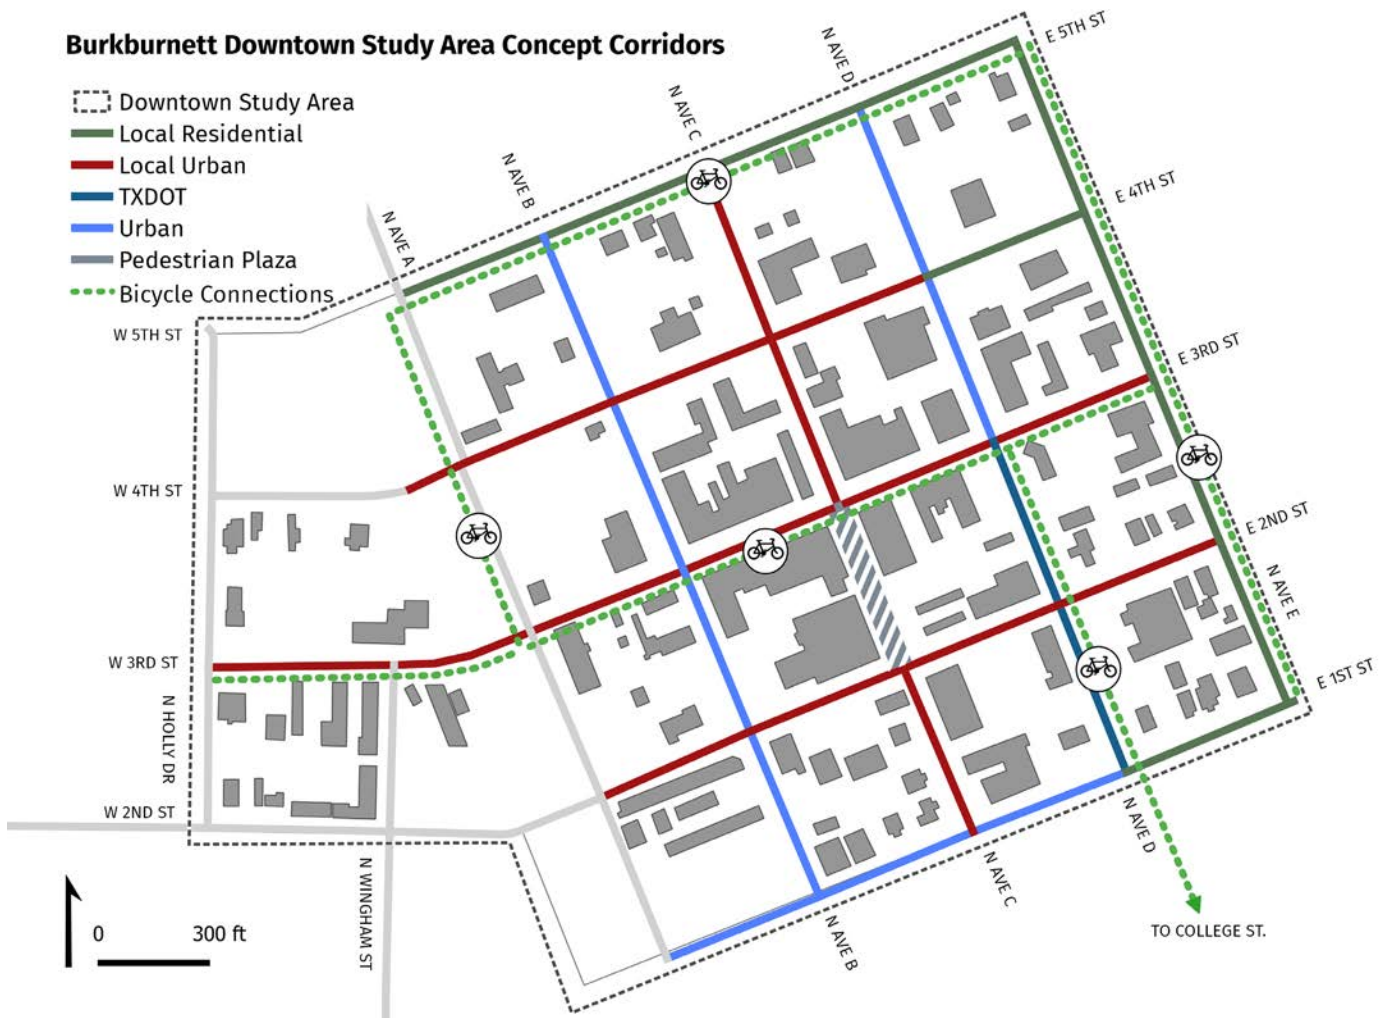 Burkburnett Downtown Study Area Concept Corridors
Downtown Study Area
Local Residential
Local Urban
TXDOT
Urban
Pedestrian Plaza
Bicycle Connections
E 5TH ST
N AVE D
N AVE C
N AVE B
N AVE A
E 4TH ST
W 5TH ST
E 3RD ST
W 4TH ST
E 2ND ST
N AVE E
W 3RD ST
E 1ST ST
N HOLLY DR
W 2ND ST
N AVE D
N AVE C
N WINGHAM ST
N AVE B
0 300 ft
TO COLLEGE ST.